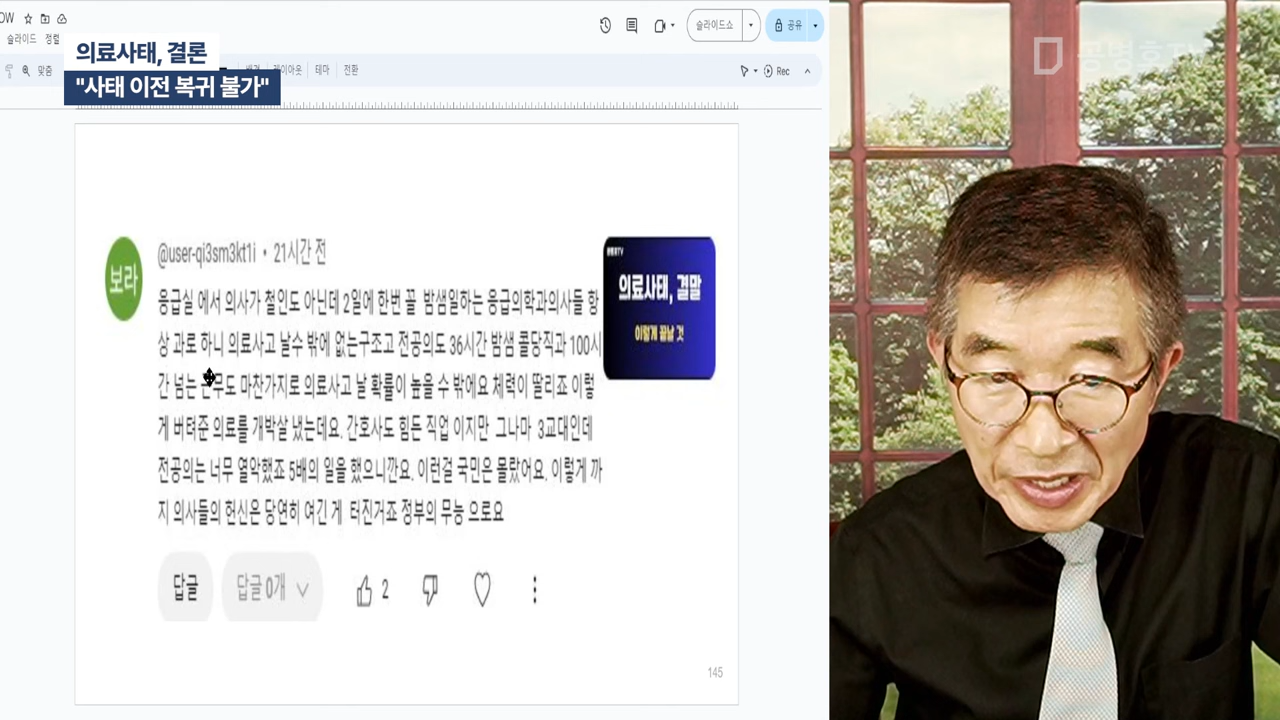 슬라이드쇼
공유
슬라이드
맞춤
테마
전환
Rec
의료사태, 결론
"사태 이전 복귀 불가"
보라
@user-qi3sm3kt1i • 21시간 전
응급실 에서 의사가 철인도 아닌데 2일에 한번 꼴 밤샘일하는 응급의학과의사들 항
상 과로 하니 의료사고 날수 밖에 없는구조고 전공의도 36시간 밤샘 콜당직과 100시
간 넘는 근무도 마찬가지로 의료사고 날 확률이 높을 수 밖에요 체력이 딸리죠 이렇
게 버텨준 의료를 개박살 냈는데요. 간호사도 힘든 직업 이지만 그나마 3교대인데
전공의는 너무 열악했죠 5배의 일을 했으니깐요. 이런걸 국민은 몰랐어요. 이렇게 까
지 의사들의 헌신은 당연히 여긴 게 터진거죠 정부의 무능 으로요
공병호TV
의료사태, 결말
이렇게 끝날 것
답글
답글 0개
2
145